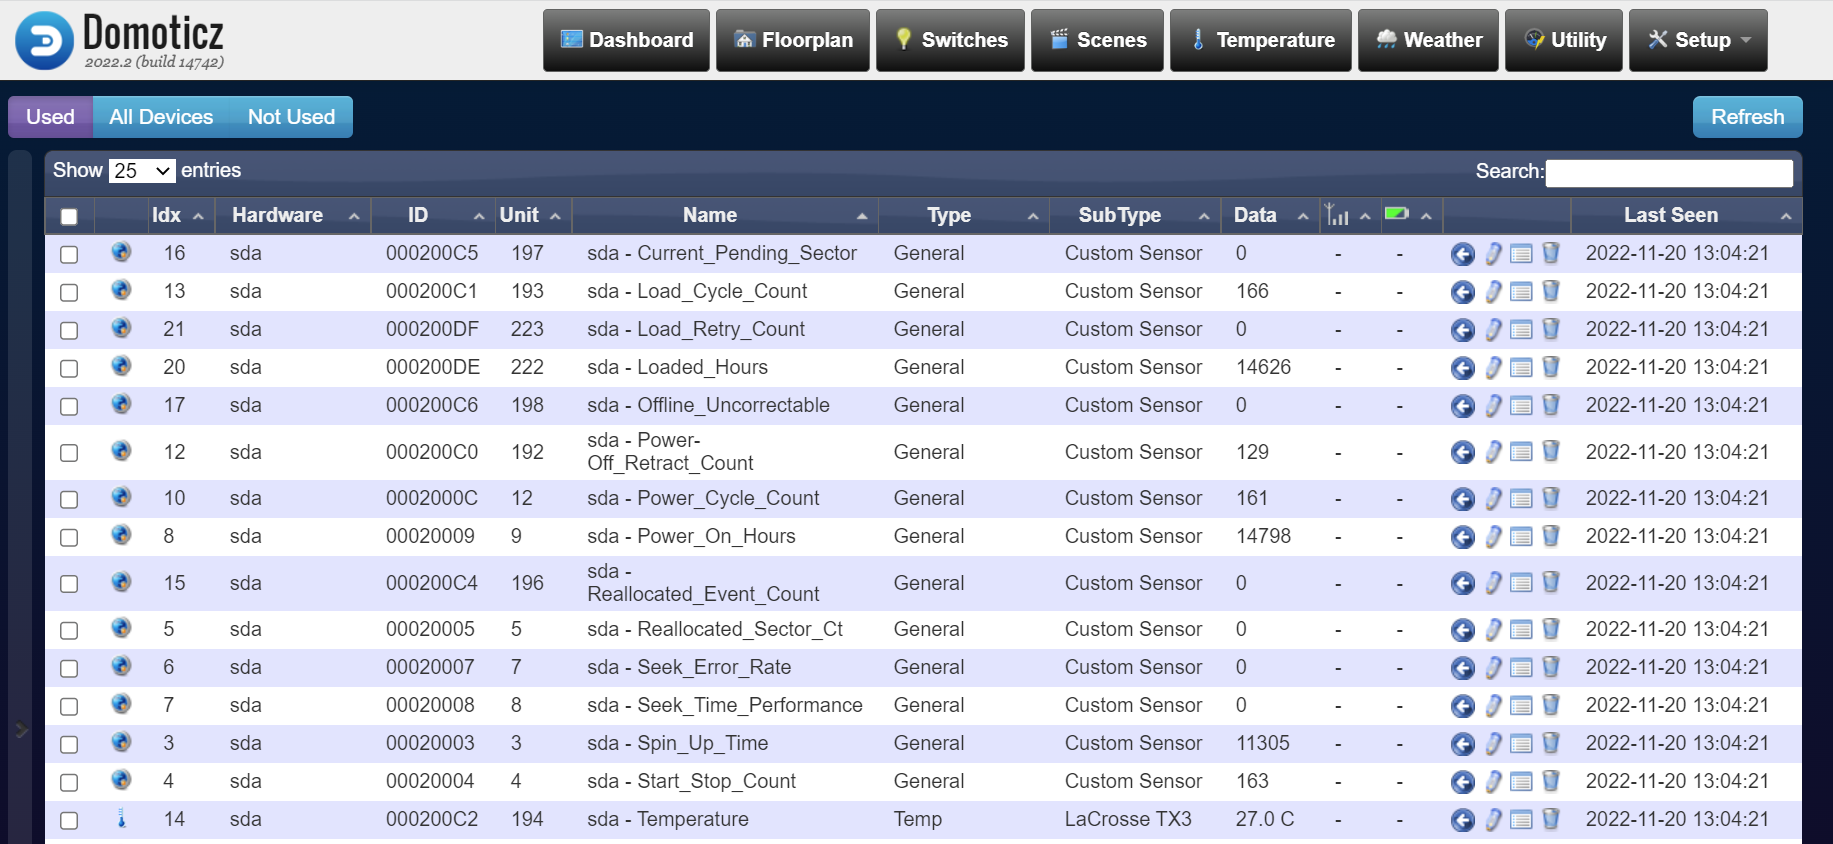 Domoticz
2022.2 (build 14742)
Dashboard Floorplan Switches Scenes Temperature Weather Utility Setup
Used All Devices Not Used Refresh
Show 25 entries Search:
Idx Hardware ID Unit Name Type SubType Data Last Seen
16 sda 000200C5 197 sda - Current_Pending_Sector General Custom Sensor 0 - - 2022-11-20 13:04:21
13 sda 000200C1 193 sda - Load_Cycle_Count General Custom Sensor 166 - - 2022-11-20 13:04:21
21 sda 000200DF 223 sda - Load_Retry_Count General Custom Sensor 0 - - 2022-11-20 13:04:21
20 sda 000200DE 222 sda - Loaded_Hours General Custom Sensor 14626 - - 2022-11-20 13:04:21
17 sda 000200C6 198 sda - Offline_Uncorrectable General Custom Sensor 0 - - 2022-11-20 13:04:21
12 sda 000200C0 192 sda - Power-
Off_Retract_Count General Custom Sensor 129 - - 2022-11-20 13:04:21
10 sda 0002000C 12 sda - Power_Cycle_Count General Custom Sensor 161 - - 2022-11-20 13:04:21
8 sda 00020009 9 sda - Power_On_Hours General Custom Sensor 14798 - - 2022-11-20 13:04:21
15 sda 000200C4 196 sda -
Reallocated_Event_Count General Custom Sensor 0 - - 2022-11-20 13:04:21
5 sda 00020005 5 sda - Reallocated_Sector_Ct General Custom Sensor 0 - - 2022-11-20 13:04:21
6 sda 00020007 7 sda - Seek_Error_Rate General Custom Sensor 0 - - 2022-11-20 13:04:21
7 sda 00020008 8 sda - Seek_Time_Performance General Custom Sensor 0 - - 2022-11-20 13:04:21
3 sda 00020003 3 sda - Spin_Up_Time General Custom Sensor 11305 - - 2022-11-20 13:04:21
4 sda 00020004 4 sda - Start_Stop_Count General Custom Sensor 163 - - 2022-11-20 13:04:21
14 sda 000200C2 194 sda - Temperature Temp LaCrosse TX3 27.0 C - - 2022-11-20 13:04:21